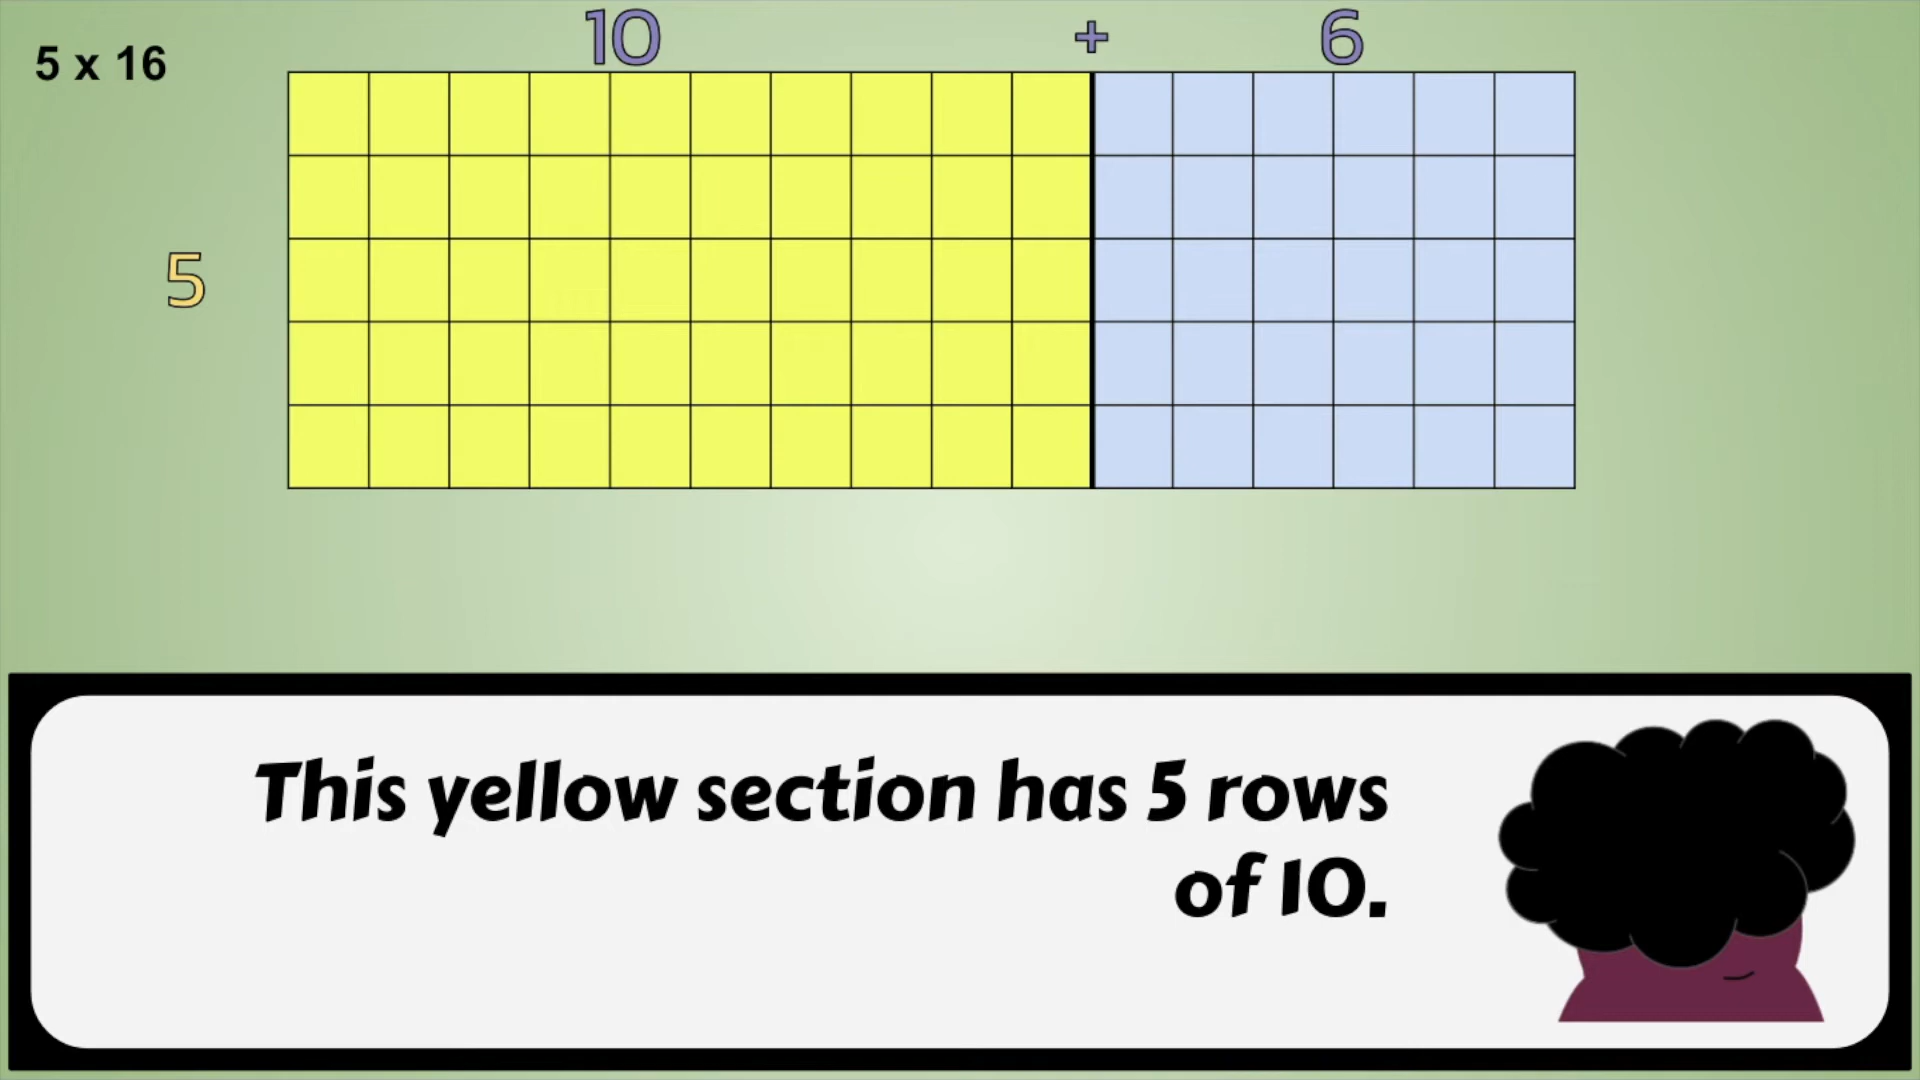 10 + 6
5 x 16
5
This yellow section has 5 rows
of 10.